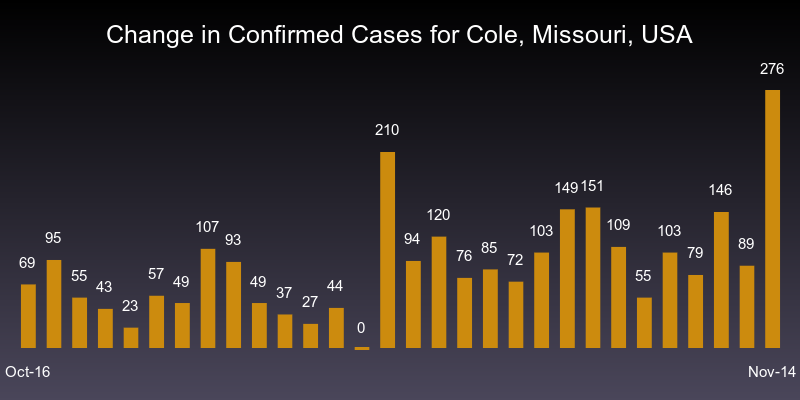 Change in Confirmed Cases for Cole, Missouri, USA
69 95 55 43 23 57 49 107 93 49 37 27 44 0 210 94 120 76 85 72 103 149 151 109 55 103 79 146 89 276
Oct-16 Nov-14